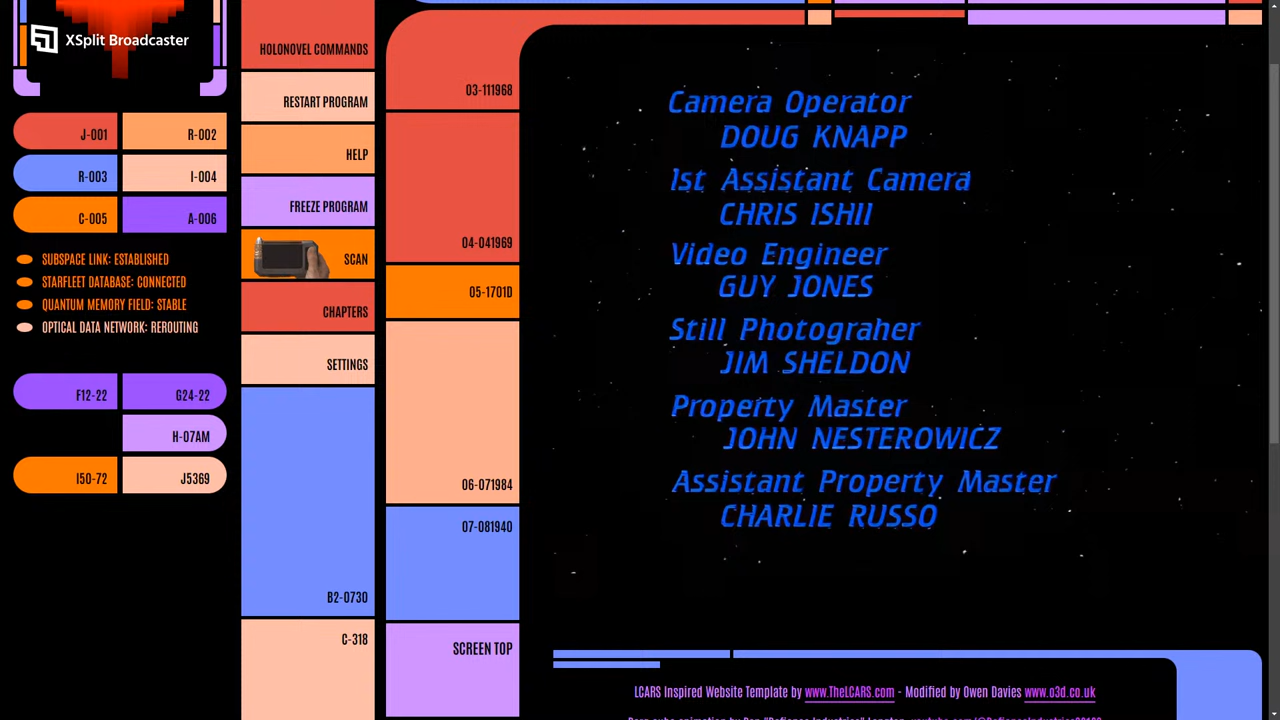 XSplit Broadcaster
J-001
R-002
R-003
I-004
C-005
A-006
SUBSPACE LINK: ESTABLISHED
STARFLEET DATABASE: CONNECTED
QUANTUM MEMORY FIELD: STABLE
OPTICAL DATA NETWORK: REROUTING
F12-22
G24-22
H-07AM
I50-72
J5369
HOLONOVEL COMMANDS
RESTART PROGRAM
HELP
FREEZE PROGRAM
SCAN
CHAPTERS
SETTINGS
B2-0730
C-318
03-111968
04-041969
05-1701D
06-071984
07-081940
SCREEN TOP
Camera Operator
DOUG KNAPP
1st Assistant Camera
CHRIS ISHII
Video Engineer
GUY JONES
Still Photograher
JIM SHELDON
Property Master
JOHN NESTEROWICZ
Assistant Property Master
CHARLIE RUSSO
LCARS Inspired Website Template by www.TheLCARS.com - Modified by Owen Davies www.o3d.co.uk